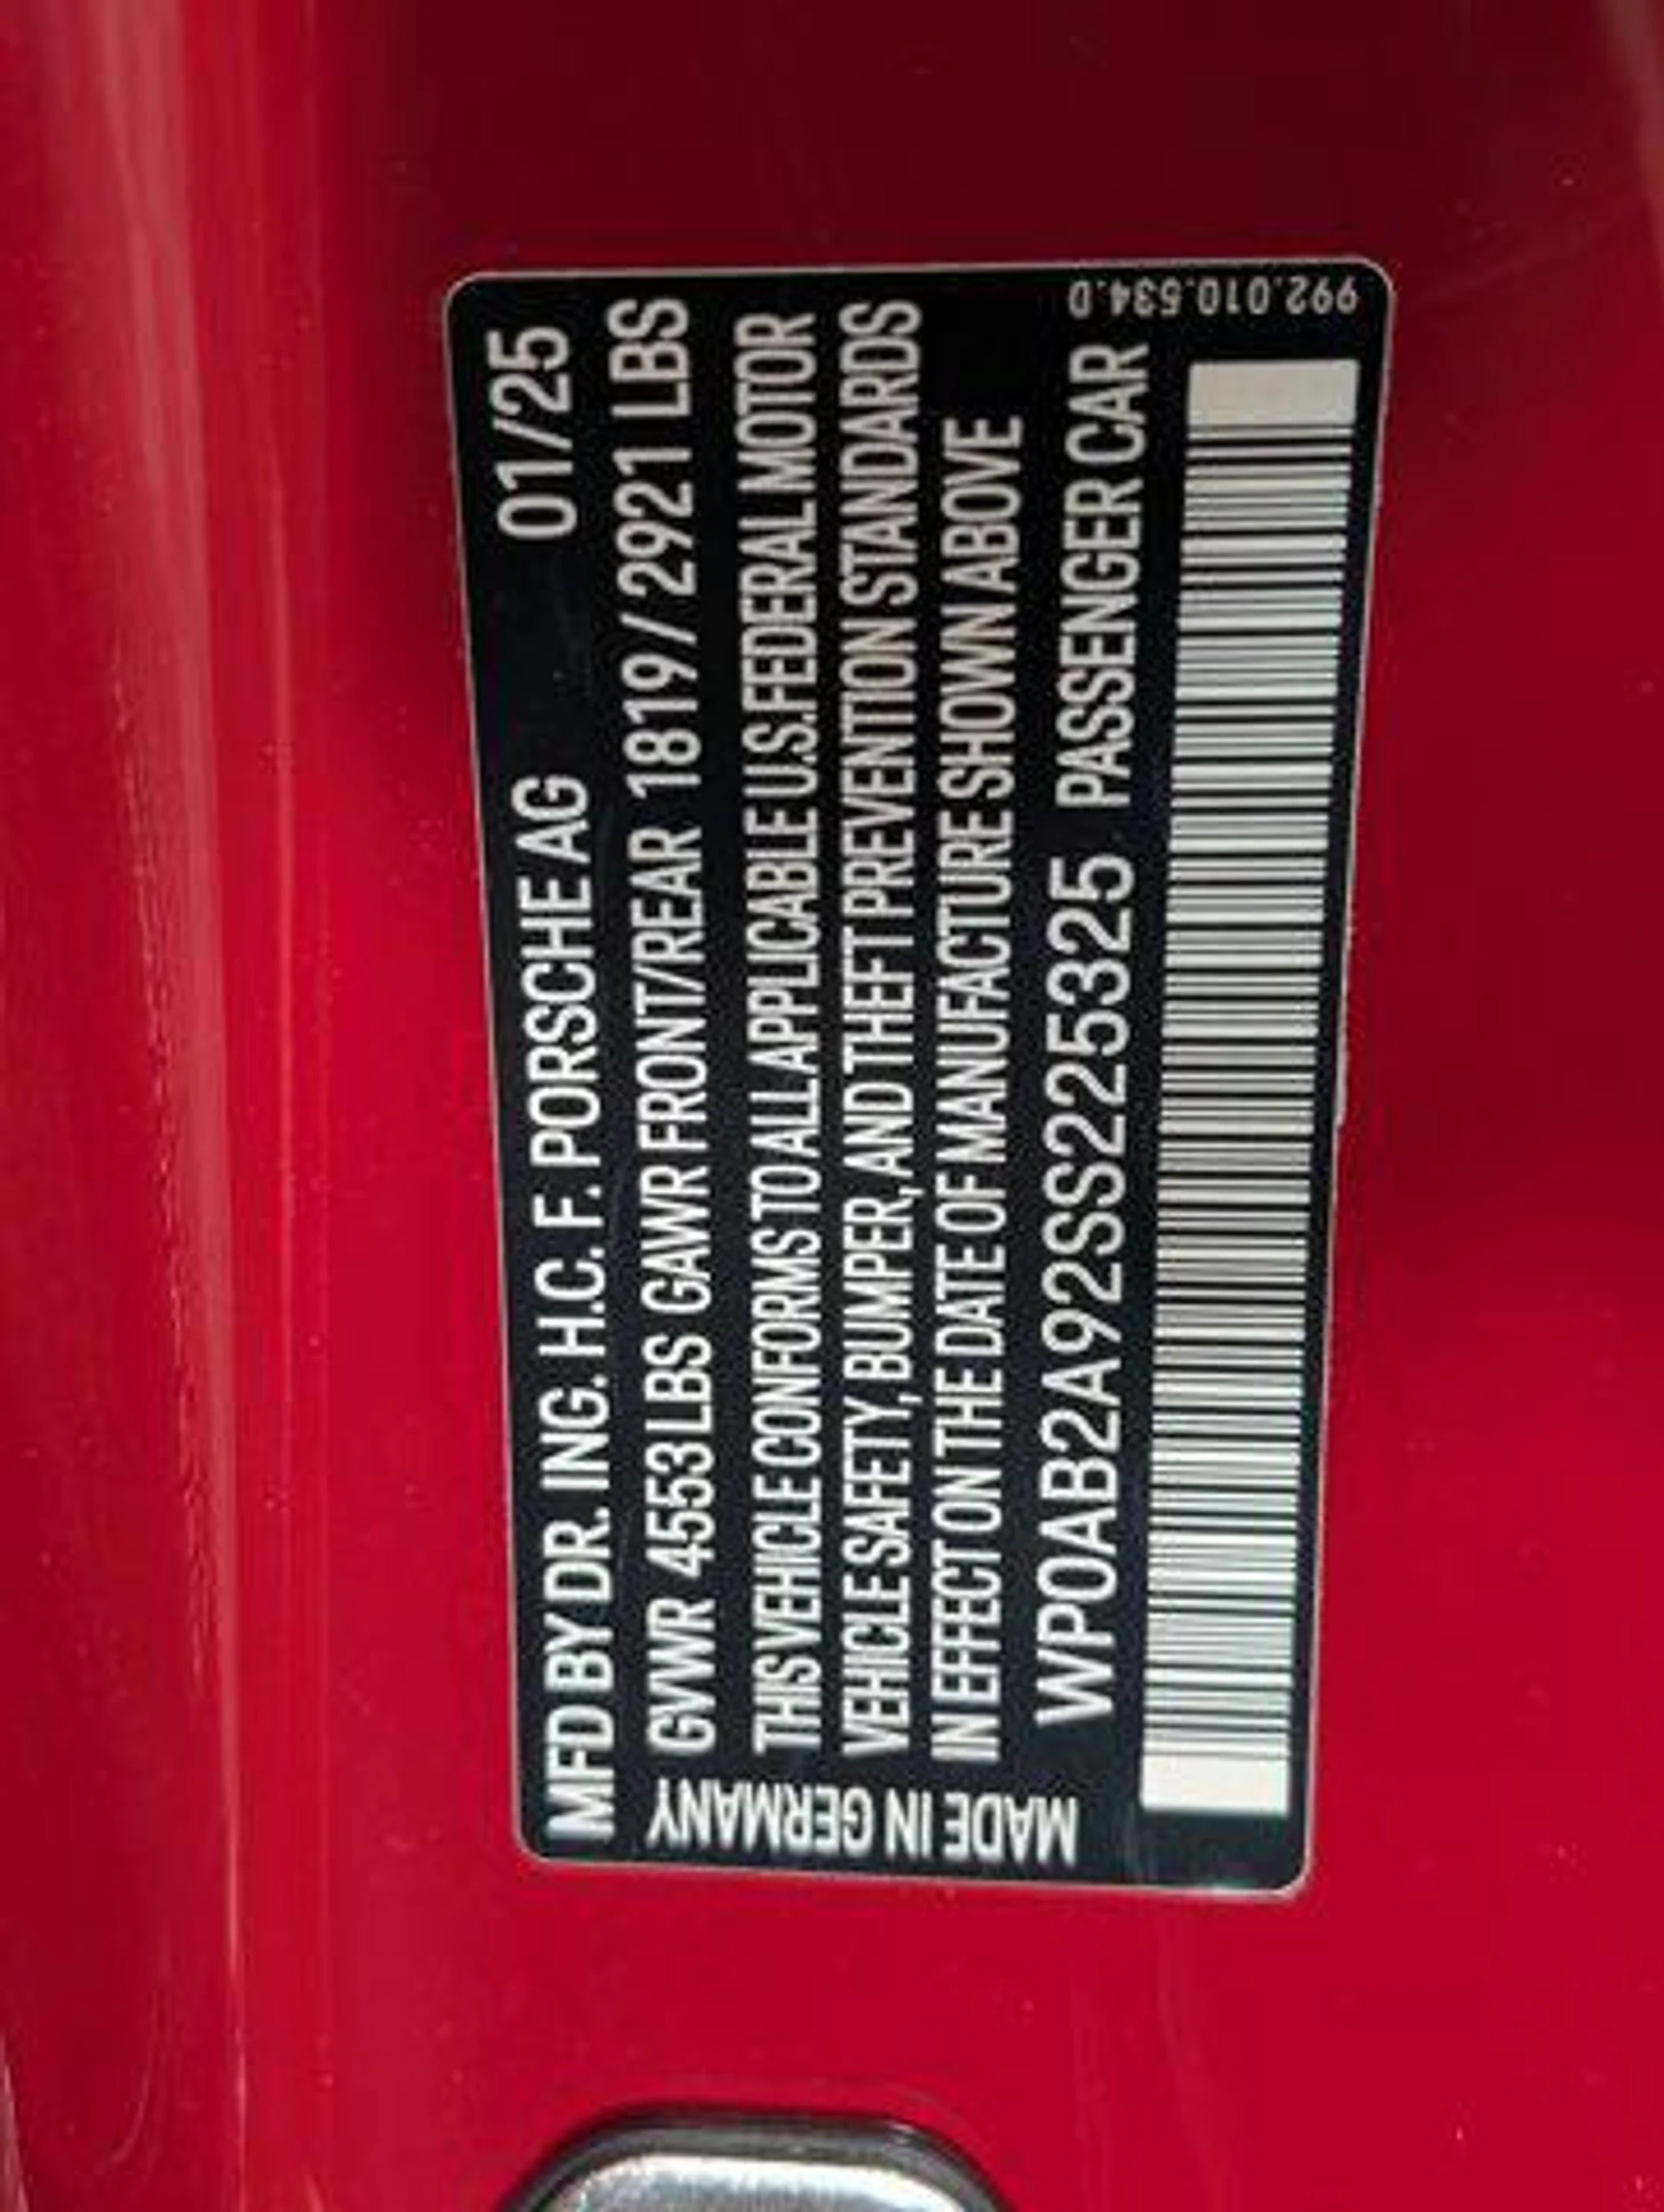 MFD BY DR. ING. H.C. F. PORSCHE AG 01/25
GVWR 4553 LBS GAWR FRONT/REAR 1819 / 2921 LBS
THIS VEHICLE CONFORMS TO ALL APPLICABLE U.S. FEDERAL MOTOR
VEHICLE SAFETY, BUMPER, AND THEFT PREVENTION STANDARDS
IN EFFECT ON THE DATE OF MANUFACTURE SHOWN ABOVE
WP0AB2A92SS225325 PASSENGER CAR
MADE IN GERMANY
992.010.534.D